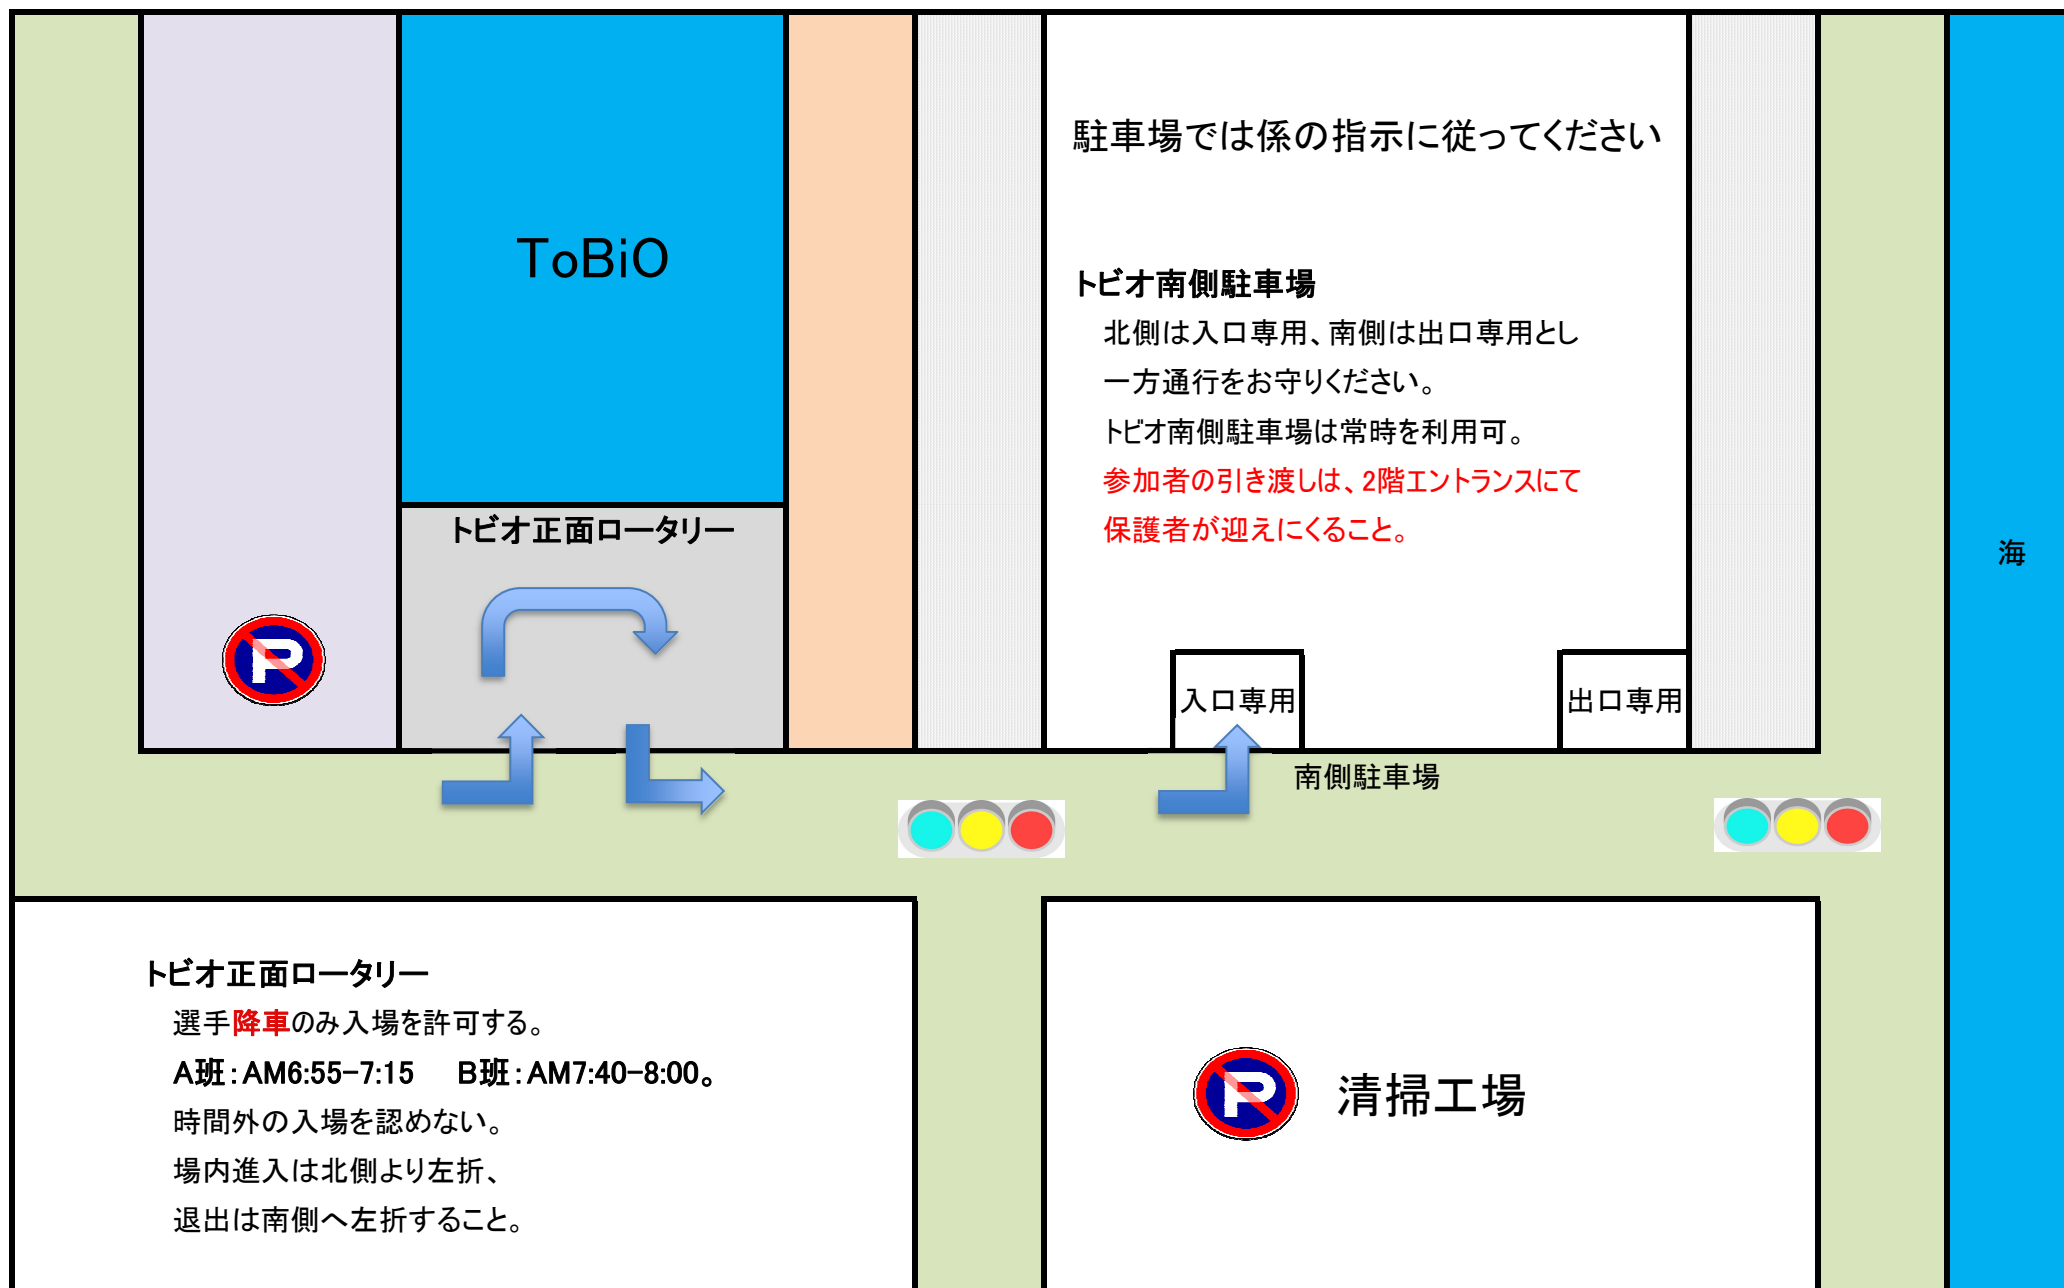 駐車場では係の指示に従ってください
ToBiO
トビオ南側駐車場
北側は入口専用、南側は出口専用とし
一方通行をお守りください。
トビオ南側駐車場は常時を利用可。
参加者の引き渡しは、2階エントランスにて
保護者が迎えにくること。
トビオ正面ロータリー
海
入口専用
出口専用
南側駐車場
トビオ正面ロータリー
選手降車のみ入場を許可する。
A班：AM6:55-7:15 B班：AM7:40-8:00。
時間外の入場を認めない。
場内進入は北側より左折、
退出は南側へ左折すること。
清掃工場